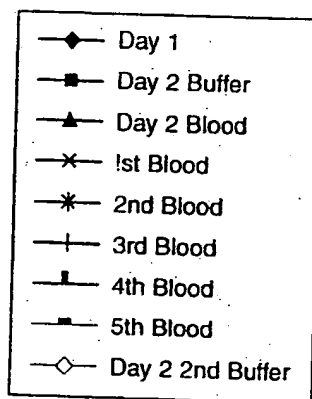 Day 1
Day 2 Buffer
Day 2 Blood
!st Blood
2nd Blood
3rd Blood
4th Blood
5th Blood
Day 2 2nd Buffer